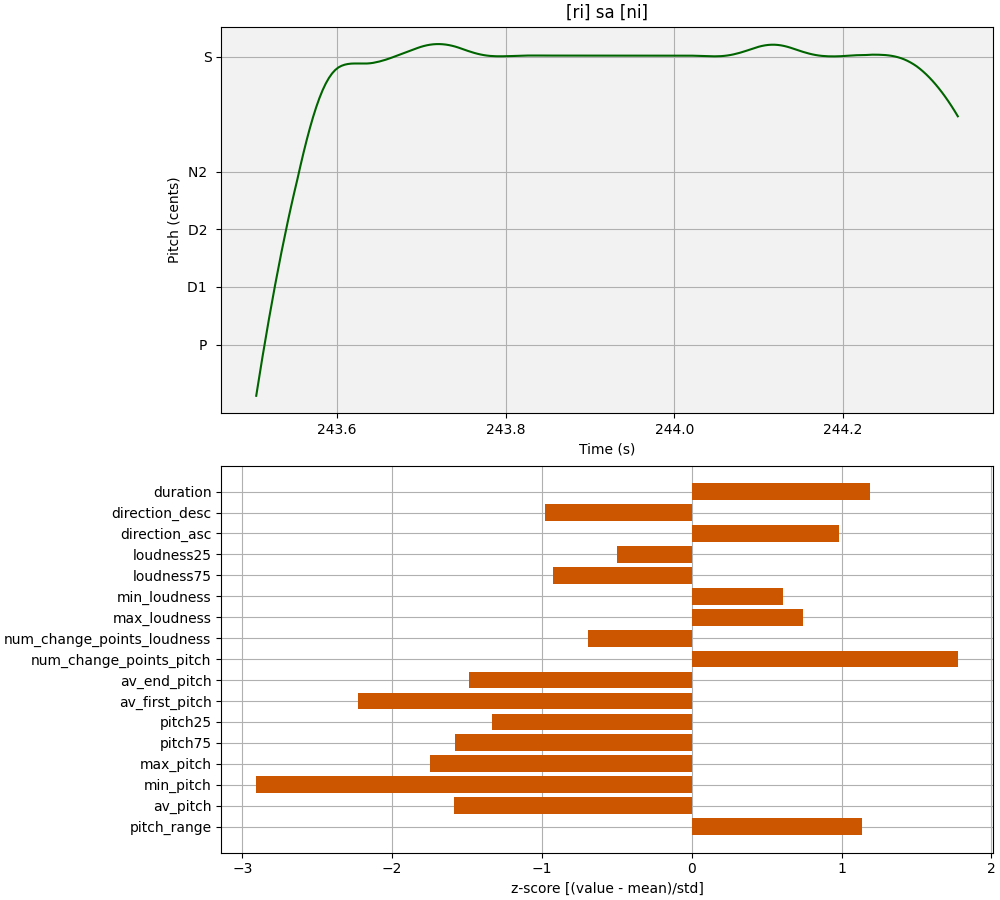 [ri] sa [ni]
S
N2
D2
D1
P
Pitch (cents)
243.6 243.8 244.0 244.2
Time (s)
duration
direction_desc
direction_asc
loudness25
loudness75
min_loudness
max_loudness
num_change_points_loudness
num_change_points_pitch
av_end_pitch
av_first_pitch
pitch25
pitch75
max_pitch
min_pitch
av_pitch
pitch_range
−3 −2 −1 0 1 2
z-score [(value - mean)/std]